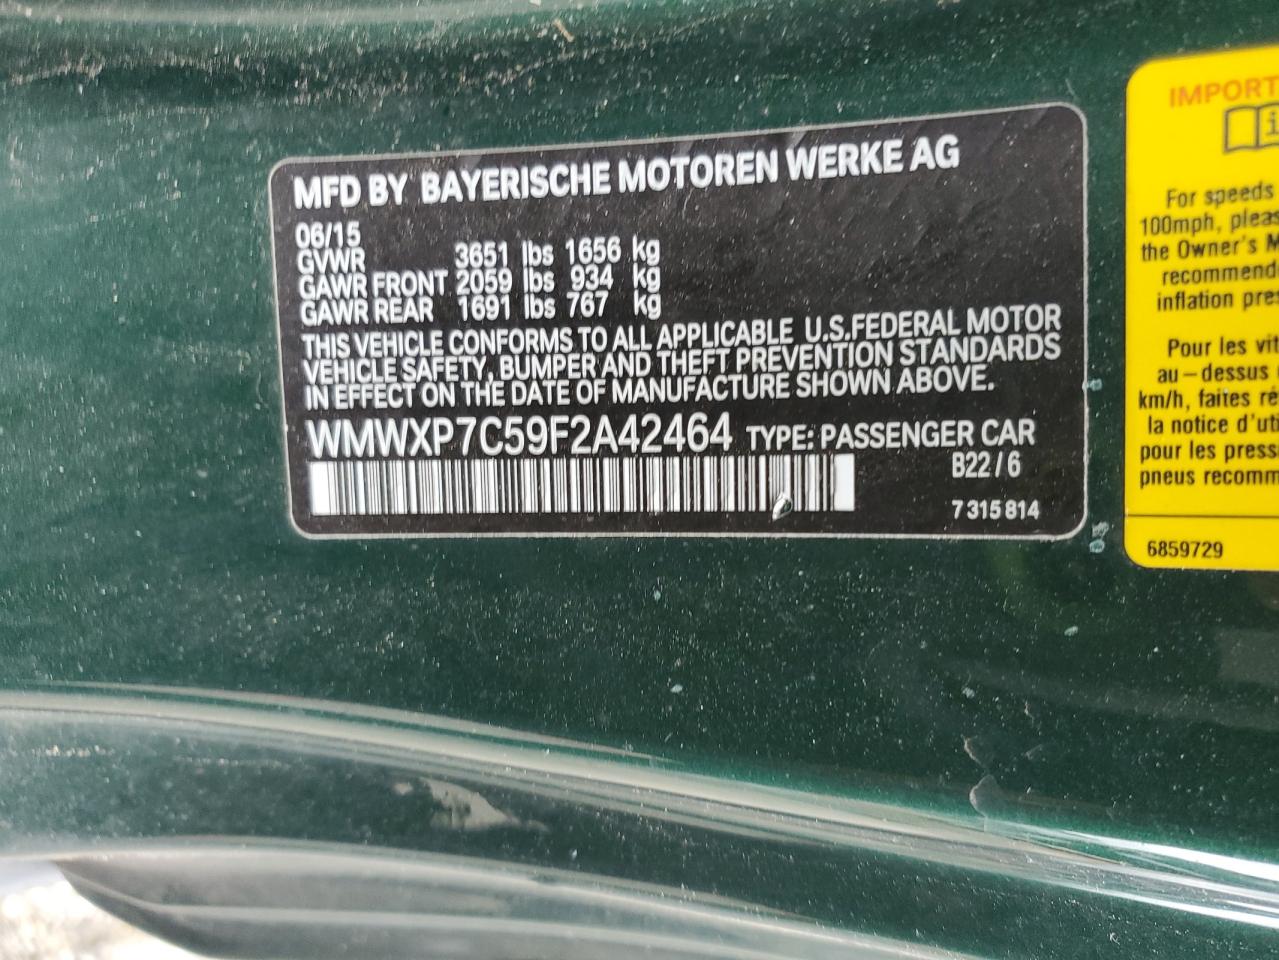 MFD BY BAYERISCHE MOTOREN WERKE AG
06/15
GVWR 3651 lbs 1656 kg
GAWR FRONT 2059 lbs 934 kg
GAWR REAR 1691 lbs 767 kg
THIS VEHICLE CONFORMS TO ALL APPLICABLE U.S.FEDERAL MOTOR
VEHICLE SAFETY, BUMPER AND THEFT PREVENTION STANDARDS
IN EFFECT ON THE DATE OF MANUFACTURE SHOWN ABOVE.
WMWXP7C59F2A42464 TYPE: PASSENGER CAR
B22/6
7 315 814
IMPORT
i
For speeds
100mph, pleas
the Owner's M
recommend
inflation pres
Pour les vit
au-dessus
km/h, faites ré
la notice d'uti
pour les press
pneus recomm
6859729